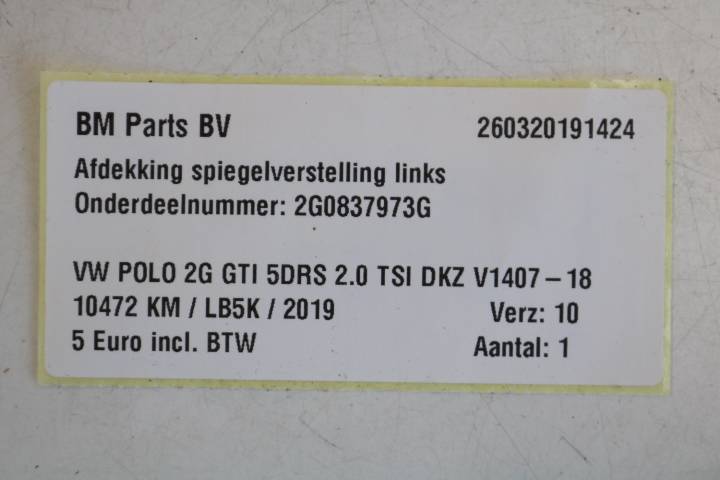 BM Parts BV 260320191424
Afdekking spiegelverstelling links
Onderdeelnummer: 2G0837973G
VW POLO 2G GTI 5DRS 2.0 TSI DKZ V1407-18
10472 KM / LB5K / 2019 Verz: 10
5 Euro incl. BTW Aantal: 1